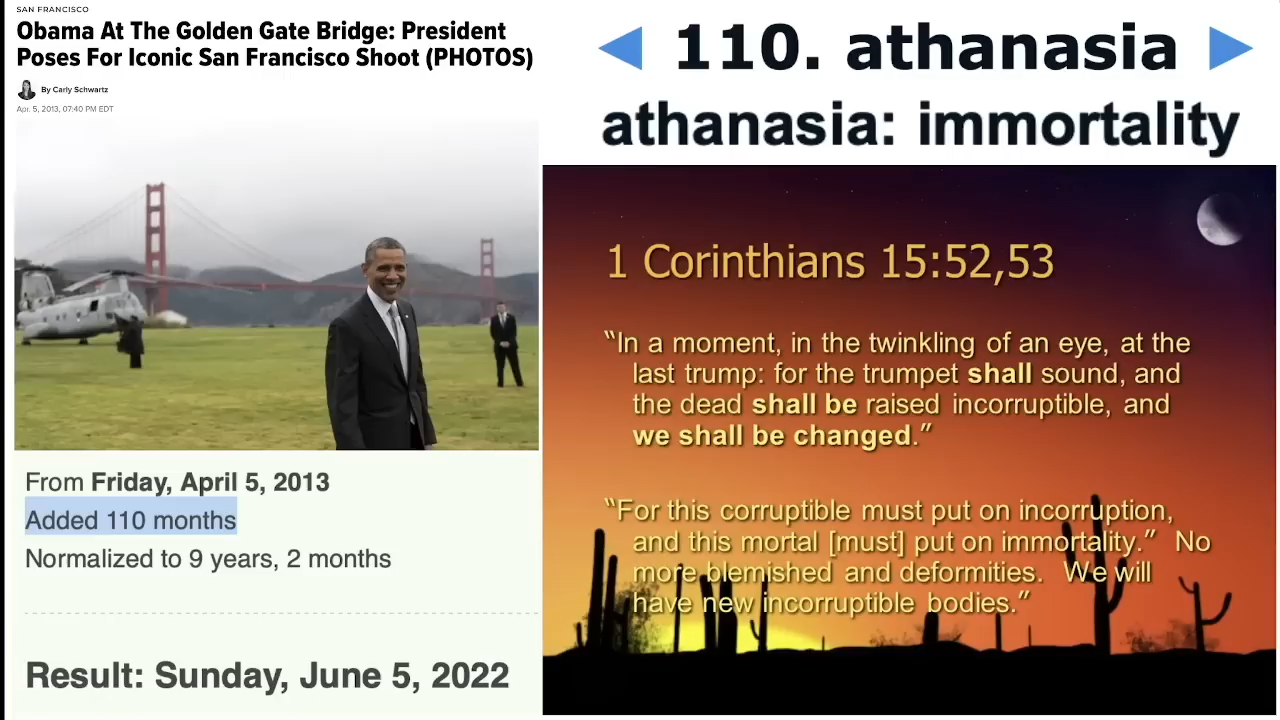 SAN FRANCISCO
Obama At The Golden Gate Bridge: President
Poses For Iconic San Francisco Shoot (PHOTOS)
By Carly Schwartz
Apr. 5, 2013, 07:40 PM EDT
From Friday, April 5, 2013
Added 110 months
Normalized to 9 years, 2 months
Result: Sunday, June 5, 2022
110. athanasia
athanasia: immortality
1 Corinthians 15:52,53
“In a moment, in the twinkling of an eye, at the
last trump: for the trumpet shall sound, and
the dead shall be raised incorruptible, and
we shall be changed.”
“For this corruptible must put on incorruption,
and this mortal [must] put on immortality.” No
more blemished and deformities. We will
have new incorruptible bodies.”